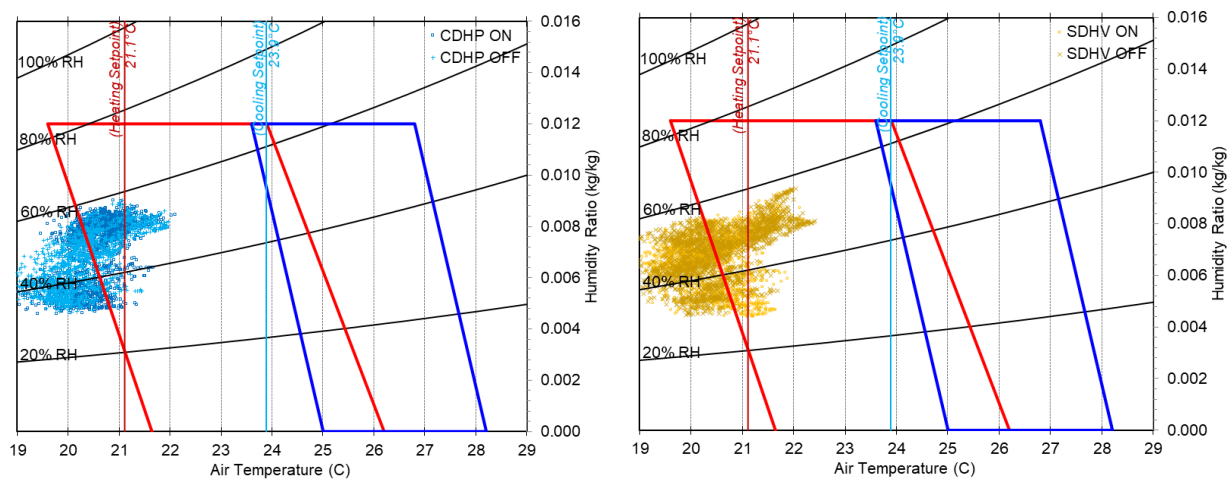 CDHP ON
CDHP OFF
(Heating Setpoint)
21.1°C
(Cooling Setpoint)
23.9°C
100% RH
80% RH
60% RH
40% RH
20% RH
0.016
0.014
0.012
0.010
0.008
0.006
0.004
0.002
0.000
Humidity Ratio (kg/kg)
19 20 21 22 23 24 25 26 27 28 29
Air Temperature (C)
SDHV ON
SDHV OFF
(Heating Setpoint)
21.1°C
(Cooling Setpoint)
23.9°C
100% RH
80% RH
60% RH
40% RH
20% RH
0.016
0.014
0.012
0.010
0.008
0.006
0.004
0.002
0.000
Humidity Ratio (kg/kg)
19 20 21 22 23 24 25 26 27 28 29
Air Temperature (C)